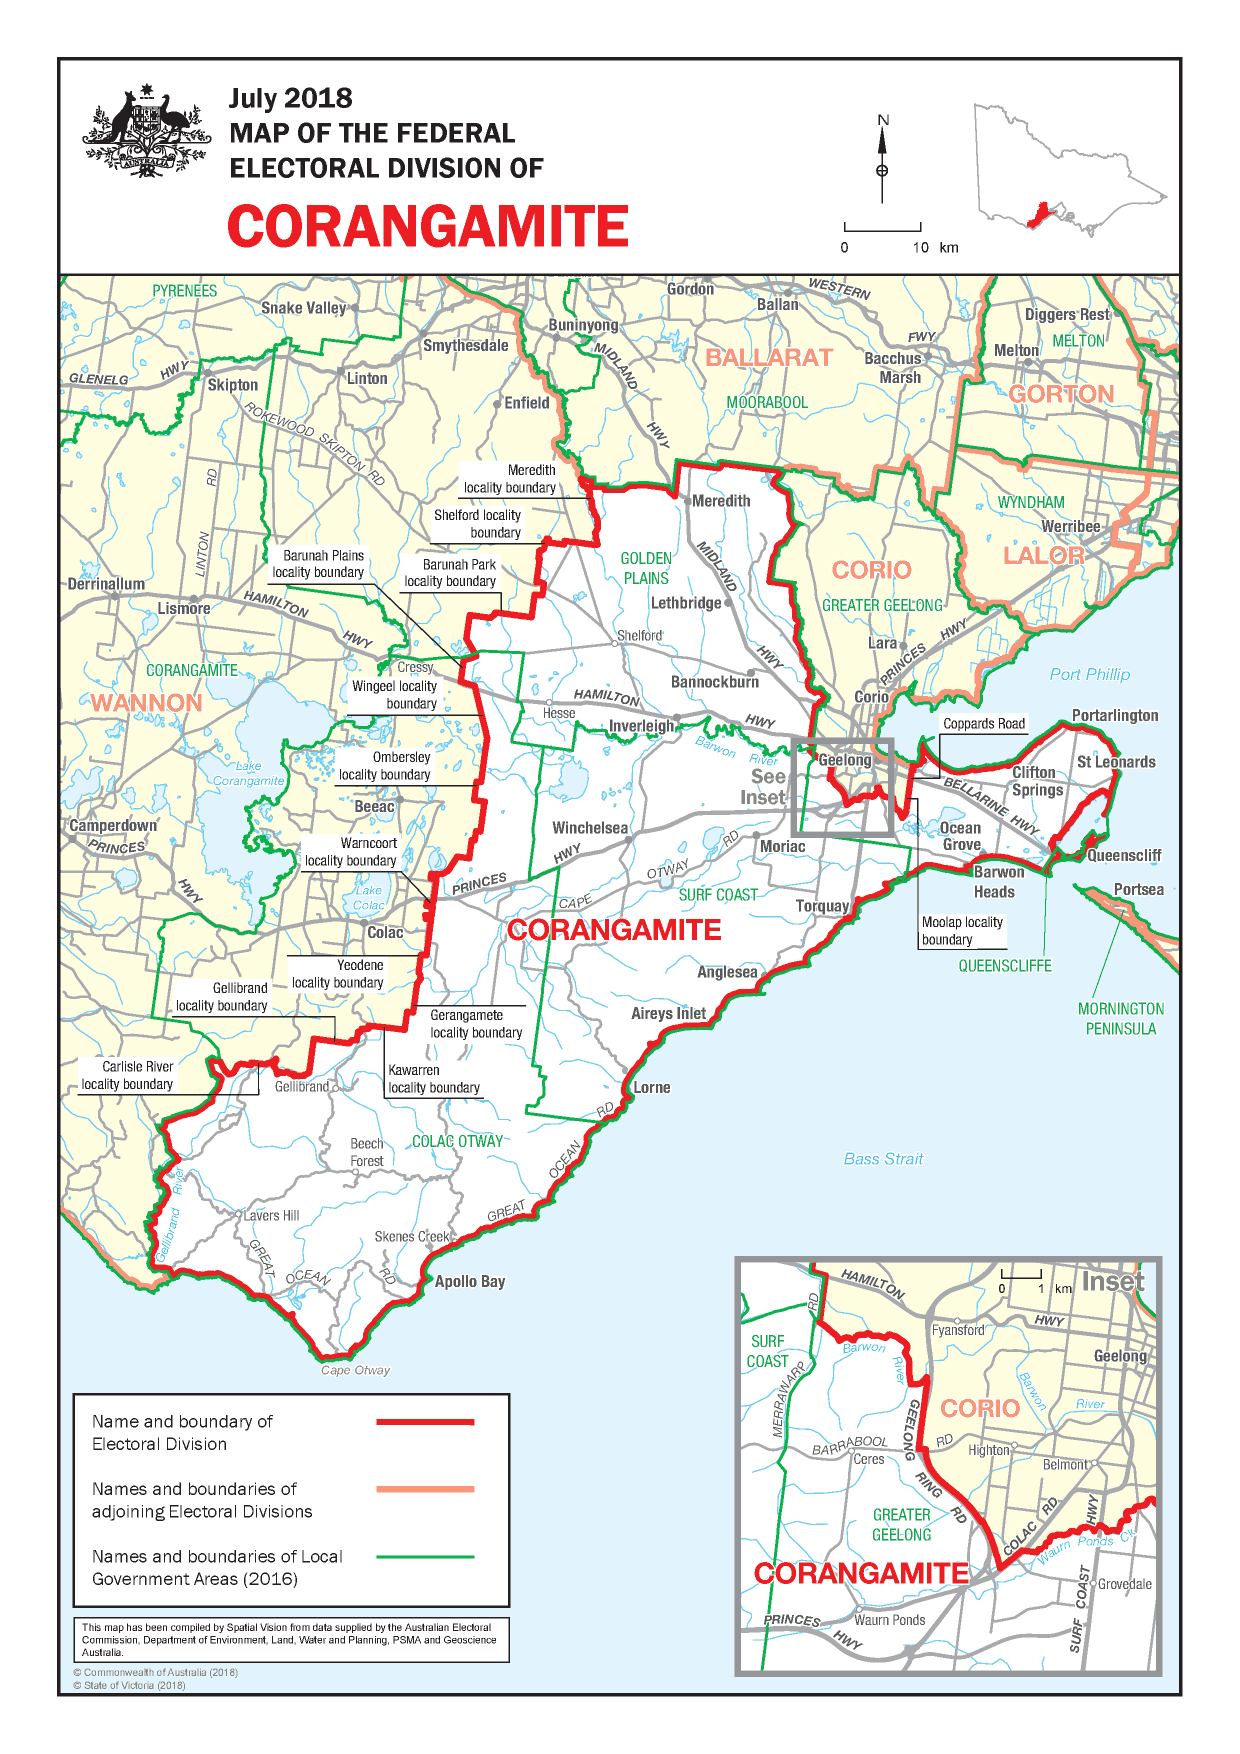 July 2018
MAP OF THE FEDERAL
ELECTORAL DIVISION OF
CORANGAMITE
AUSTRALIA
N
0 10 km
PYRENEES
Snake Valley
Smythesdale
Buninyong
Gordon
Ballan
WESTERN
FWY
Diggers Rest
MELTON
Melton
Bacchus
Marsh
BALLARAT
MOORABOOL
GORTON
GLENELG HWY
Skipton
Linton
Enfield
MIDLAND
HWY
ROKEWOOD SKIPTON RD
LINTON
RD
Meredith
locality boundary
Shelford locality
boundary
Barunah Plains
locality boundary
Barunah Park
locality boundary
Meredith
GOLDEN
PLAINS
MIDLAND
HWY
Lethbridge
Shelford
Bannockburn
WYNDHAM
Werribee
LALOR
CORIO
GREATER GEELONG
Lara
PRINCES
HWY
Corio
Derrinallum
Lismore
HAMILTON
HWY
CORANGAMITE
WANNON
Cressy
Wingeel locality
boundary
Hesse
HAMILTON
HWY
Inverleigh
Barwon River
Port Phillip
Coppards Road
Portarlington
Geelong
See
Inset
Clifton
Springs
St Leonards
BELLARINE HWY
Lake
Corangamite
Ombersley
locality boundary
Beeac
Camperdown
PRINCES
HWY
Warncoort
locality boundary
Winchelsea
PRINCES HWY
Moriac
CAPE OTWAY RD
Ocean
Grove
Queenscliff
Barwon
Heads
Portsea
Lake
Colac
Colac
SURF COAST
CORANGAMITE
Torquay
Moolap locality
boundary
QUEENSCLIFFE
MORNINGTON
PENINSULA
Yeodene
locality boundary
Gellibrand
locality boundary
Anglesea
Aireys Inlet
Gerangamete
locality boundary
Carlisle River
locality boundary
Gellibrand
Kawarren
locality boundary
Lorne
Beech
Forest
COLAC OTWAY
GREAT OCEAN RD
Bass Strait
Gellibrand River
Lavers Hill
Skenes Creek
GREAT OCEAN RD
Apollo Bay
Cape Otway
Name and boundary of
Electoral Division
Names and boundaries of
adjoining Electoral Divisions
Names and boundaries of Local
Government Areas (2016)
This map has been compiled by Spatial Vision from data supplied by the Australian Electoral
Commission, Department of Environment, Land, Water and Planning, PSMA and Geoscience
Australia.
© Commonwealth of Australia (2018)
© State of Victoria (2018)
Inset
0 1 km
HAMILTON
HWY
RD
Fyansford
Geelong
SURF
COAST
Barwon
River
MERRAWARP
CORIO
Barwon
River
GEELONG
RING
RD
BARRABOOL
RD
Ceres
Highton
Belmont
GREATER
GEELONG
COLAC RD
HWY
Waurn Ponds Ck
CORANGAMITE
Grovedale
SURF COAST
PRINCES
HWY
Waurn Ponds